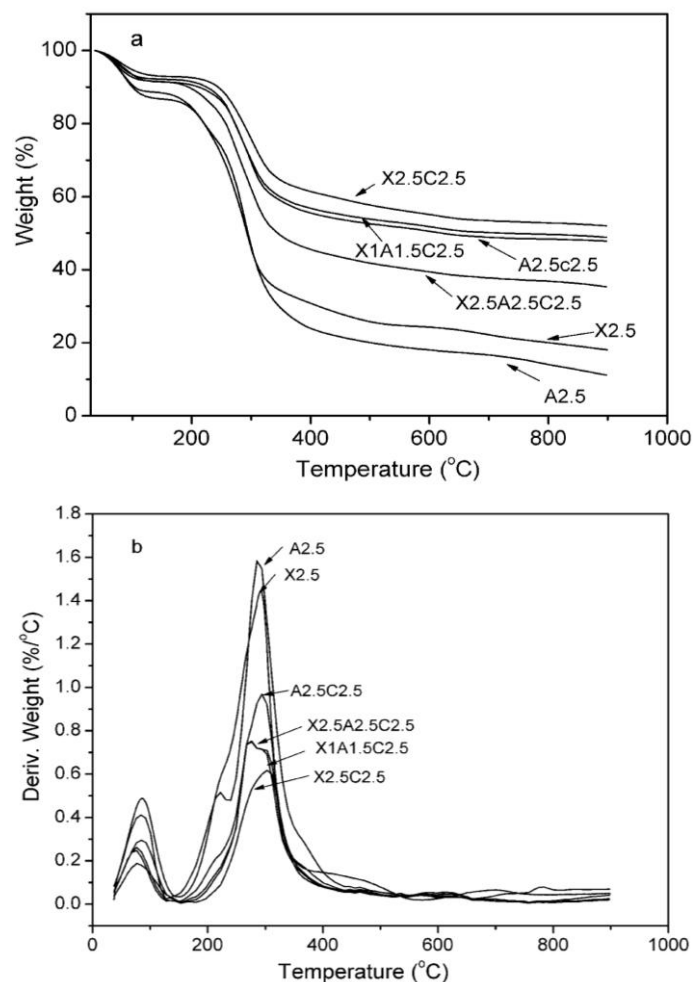 a
100
80
60
40
20
0
Weight (%)
X2.5C2.5
X1A1.5C2.5
A2.5c2.5
X2.5A2.5C2.5
X2.5
A2.5
200 400 600 800 1000
Temperature (°C)
b
1.8
1.6
1.4
1.2
1.0
0.8
0.6
0.4
0.2
0.0
Deriv. Weight (%/°C)
A2.5
X2.5
A2.5C2.5
X2.5A2.5C2.5
X1A1.5C2.5
X2.5C2.5
0 200 400 600 800 1000
Temperature (°C)